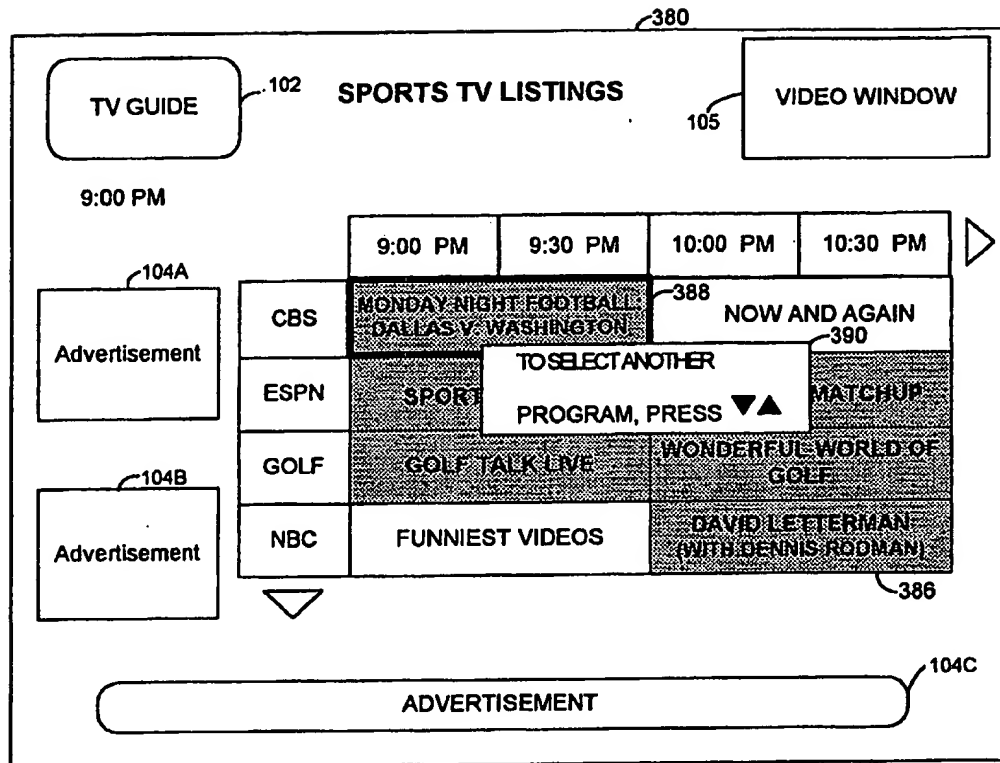 380
TV GUIDE
102
SPORTS TV LISTINGS
105
VIDEO WINDOW
9:00 PM
9:00 PM
9:30 PM
10:00 PM
10:30 PM
104A
Advertisement
CBS
MONDAY NIGHT FOOTBALL:
DALLAS V. WASHINGTON
388
NOW AND AGAIN
390
TO SELECT ANOTHER
PROGRAM, PRESS ▼▲
ESPN
SPORT
MATCHUP
GOLF
GOLF TALK LIVE
WONDERFUL WORLD OF
GOLF
104B
Advertisement
NBC
FUNNIEST VIDEOS
DAVID LETTERMAN
(WITH DENNIS RODMAN)
386
104C
ADVERTISEMENT